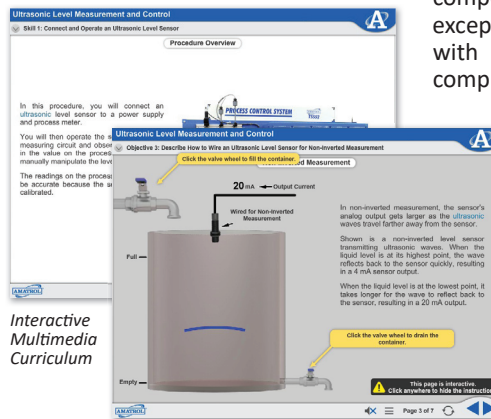 Ultrasonic Level Measurement and Control
Skill 1: Connect and Operate an Ultrasonic Level Sensor
Procedure Overview
In this procedure, you will connect an
ultrasonic level sensor to a power supply
and process meter.
You will then operate the
measuring circuit and
in the value on the
manually manipulate the
The readings on the
be accurate because the
calibrated.
PROCESS CONTROL SYSTEM
AMATROL
Interactive
Multimedia
Curriculum
with
Ultrasonic Level Measurement and Control
A
Objective 3: Describe How to Wire an Ultrasonic Level Sensor for Non-Inverted Measurement
Click the valve wheel to fill the container.
Measurement
20 mA
Output Current
Wired for Non-Inverted
Measurement
Full
Empty
In non-inverted measurement, the sensor's
analog output gets larger as the ultrasonic
waves travel farther away from the sensor.
Shown is a non-inverted level sensor
transmitting ultrasonic waves. When the
liquid level is at its highest point, the wave
reflects back to the sensor quickly, resulting
in a 4 mA sensor output.
When the liquid level is at the lowest point, it
takes longer for the wave to reflect back to
the sensor, resulting in a 20 mA output.
Click the valve wheel to drain the
container.
This page is interactive.
Click anywhere to hide the
AMATROL
Page 3 of 7